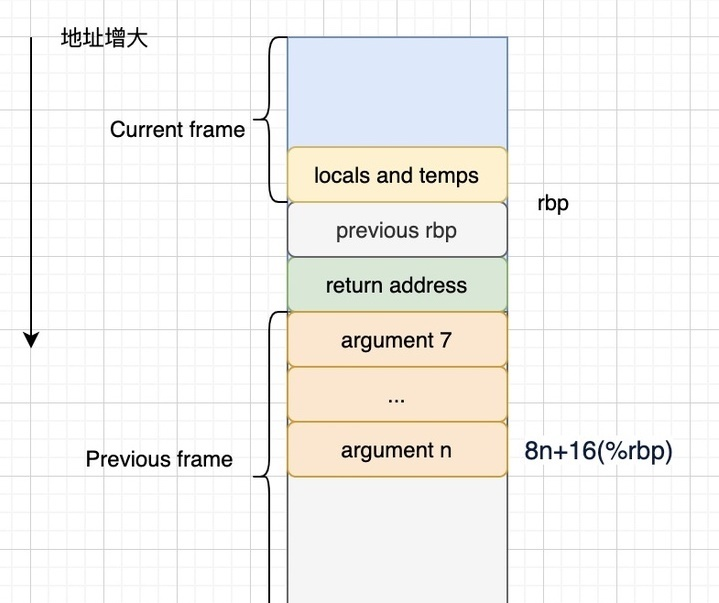 地址增大
Current frame
locals and temps
rbp
previous rbp
return address
argument 7
...
argument n
8n+16(%rbp)
Previous frame